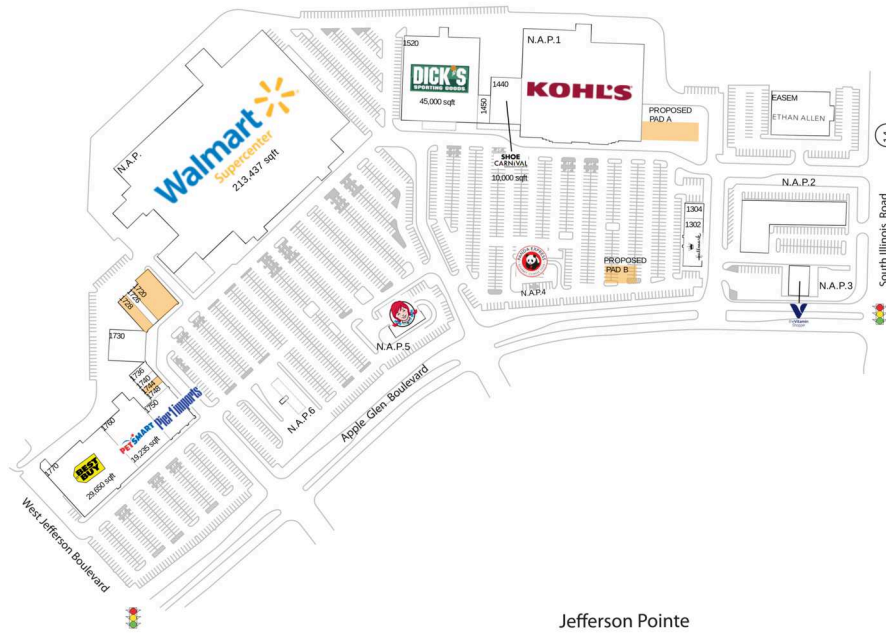 1520
DICK'S
SPORTING GOODS
45,000 sqft
1450
1440
N.A.P.1
KOHL'S
PROPOSED
PAD A
EASEM
ETHAN ALLEN
N.A.P.
Walmart
Supercenter
213,437 sqft
SHOE
CARNIVAL
10,000 sqft
N.A.P.2
South Illinois Road
1304
1302
PANDA EXPRESS
PROPOSED
PAD B
N.A.P.4
N.A.P.3
1720
1726
1728
1730
N.A.P.5
1736
1740
1744
1748
1750
Pier 1 imports
1760
PETSMART
19,235 sqft
N.A.P.6
Apple Glen Boulevard
1770
BEST
BUY
29,650 sqft
West Jefferson Boulevard
Jefferson Pointe